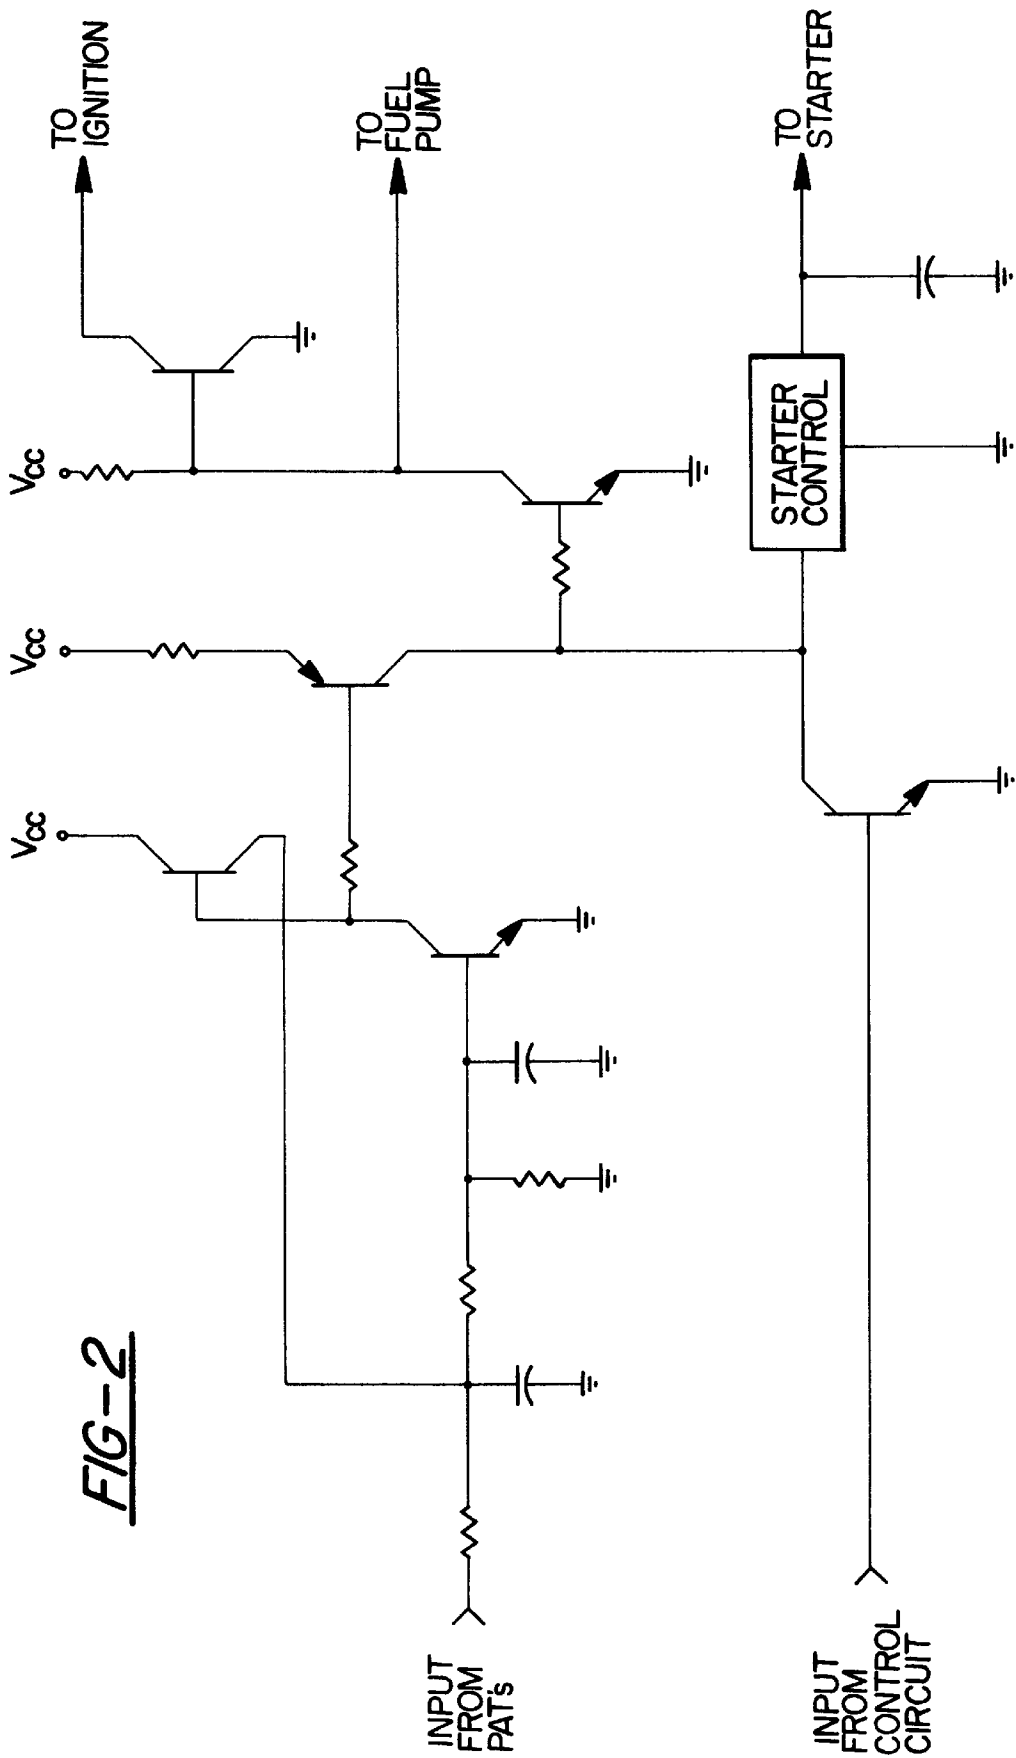 FIG-2
INPUT
FROM
PAT's
INPUT
FROM
CONTROL
CIRCUIT
Vcc
Vcc
Vcc
STARTER
CONTROL
TO
IGNITION
TO
FUEL
PUMP
TO
STARTER